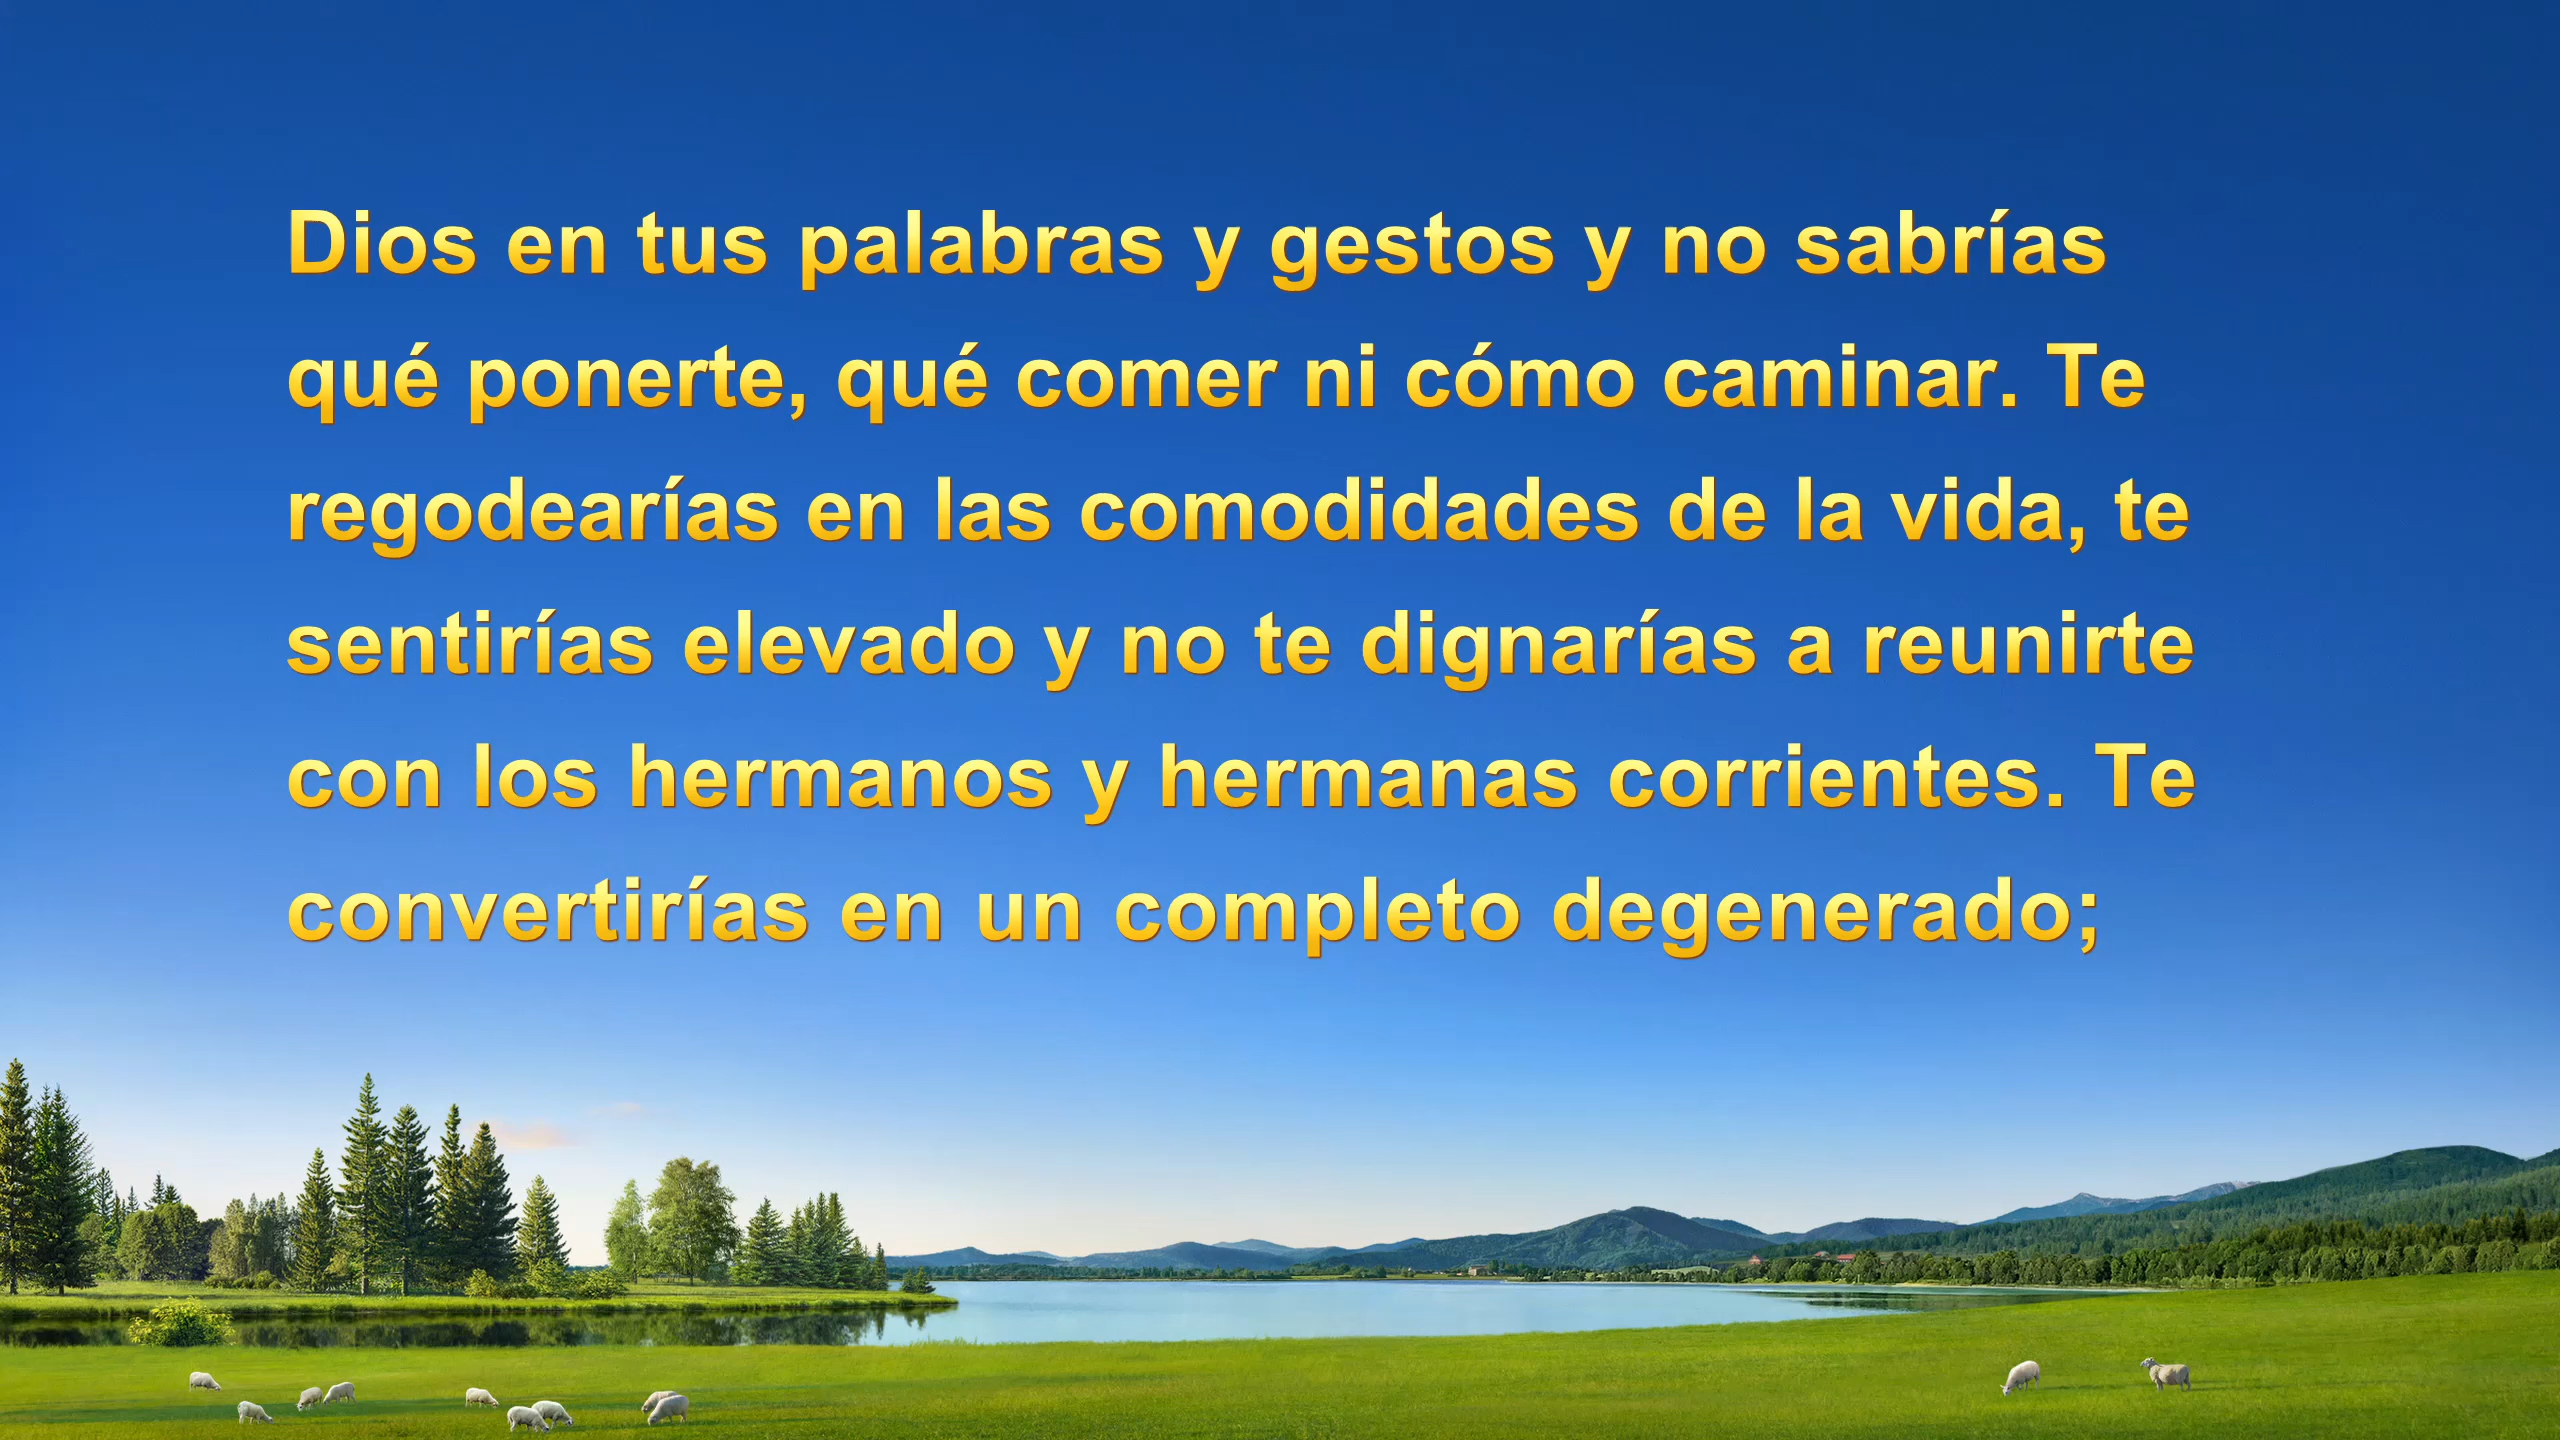 Dios en tus palabras y gestos y no sabrías
qué ponerte, qué comer ni cómo caminar. Te
regodearías en las comodidades de la vida, te
sentirías elevado y no te dignarías a reunirte
con los hermanos y hermanas corrientes. Te
convertirías en un completo degenerado;